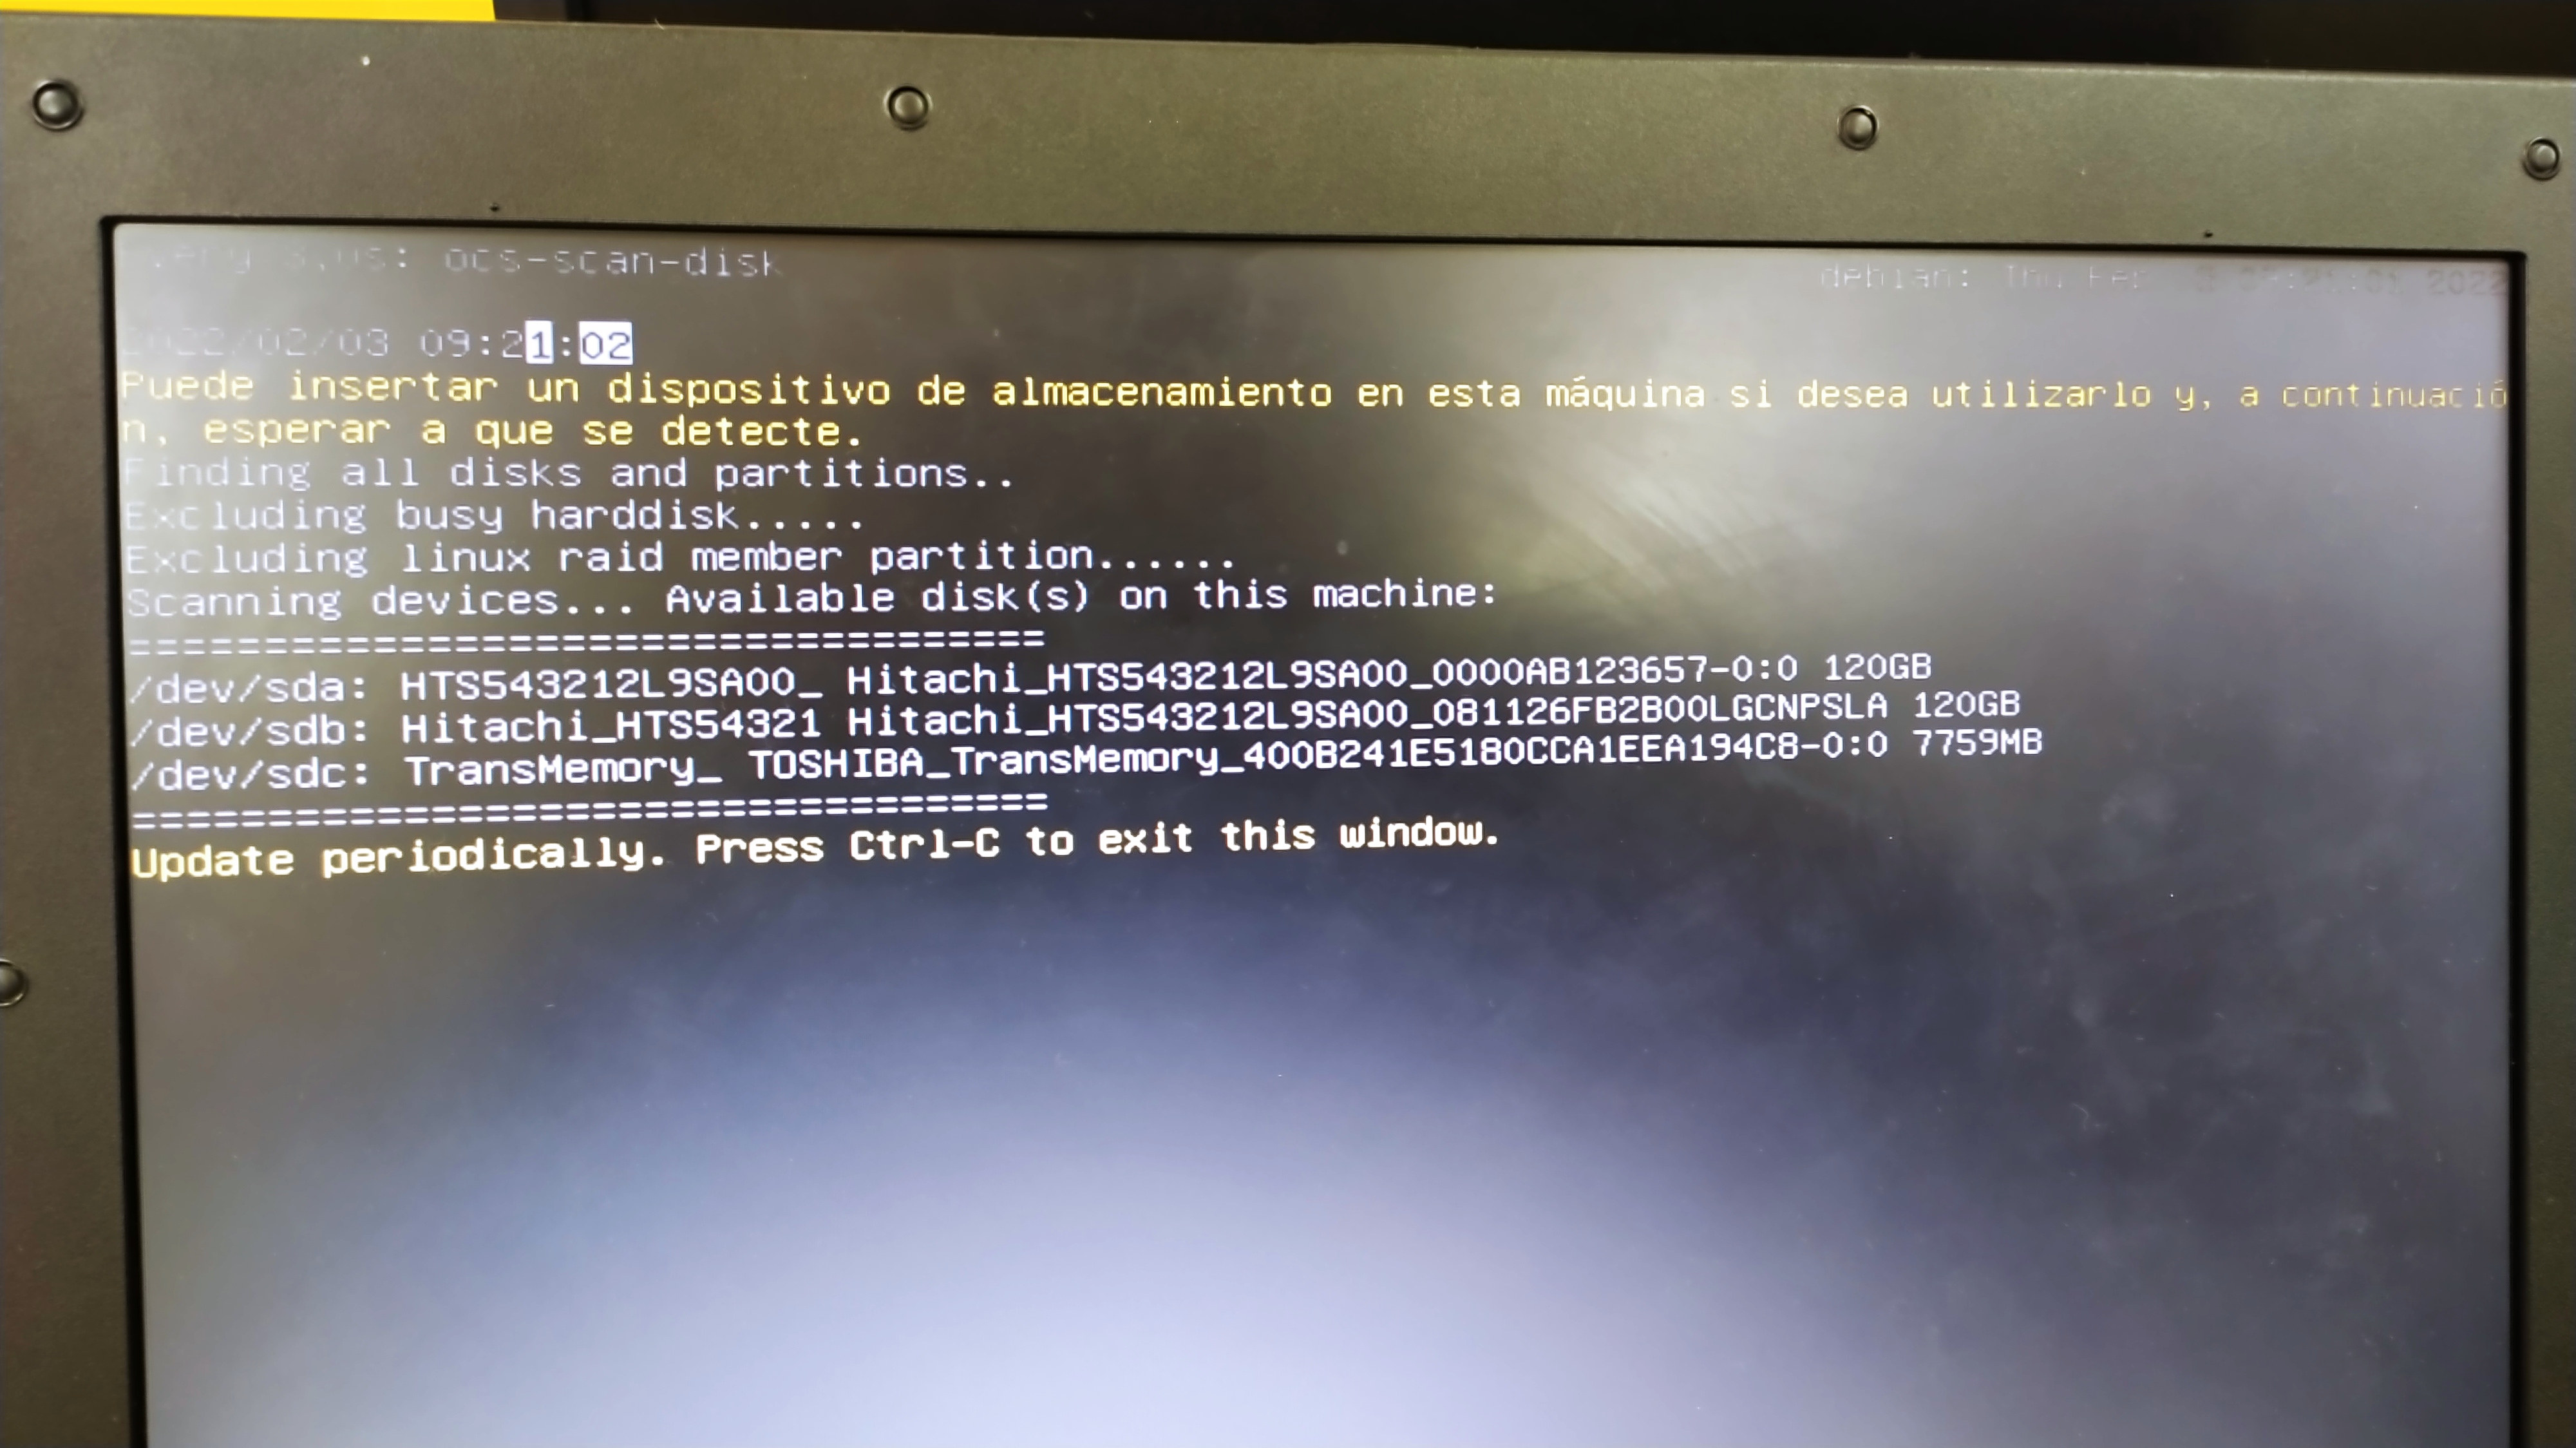 ocs-scan-disk
debian: Thu Feb 2022
2022/02/03 09:21:02
Puede insertar un dispositivo de almacenamiento en esta máquina si desea utilizarlo y, a continuació
n, esperar a que se detecte.
Finding all disks and partitions..
Excluding busy harddisk.....
Excluding linux raid member partition......
Scanning devices... Available disk(s) on this machine:
===================================
/dev/sda: HTS543212L9SA00_ Hitachi_HTS543212L9SA00_0000AB123657-0:0 120GB
/dev/sdb: Hitachi_HTS54321 Hitachi_HTS543212L9SA00_081126FB2B00LGCNPSLA 120GB
/dev/sdc: TransMemory_ TOSHIBA_TransMemory_400B241E5180CCA1EEA194C8-0:0 7759MB
===================================
Update periodically. Press Ctrl-C to exit this window.